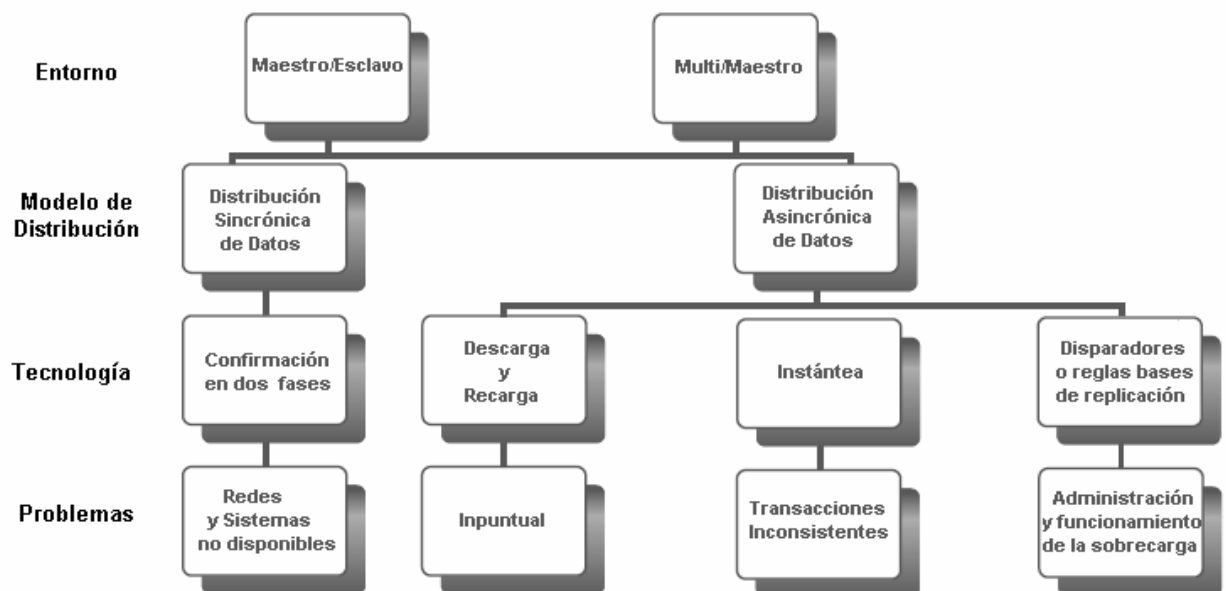 Entorno
Maestro/Esclavo
Multi/Maestro
Modelo de
Distribución
Distribución
Sincrónica
de Datos
Distribución
Asincrónica
de Datos
Tecnología
Confirmación
en dos fases
Descarga
y
Recarga
Instántea
Disparadores
o reglas bases
de replicación
Problemas
Redes
y Sistemas
no disponibles
Inpuntual
Transacciones
Inconsistentes
Administración
y funcionamiento
de la sobrecarga